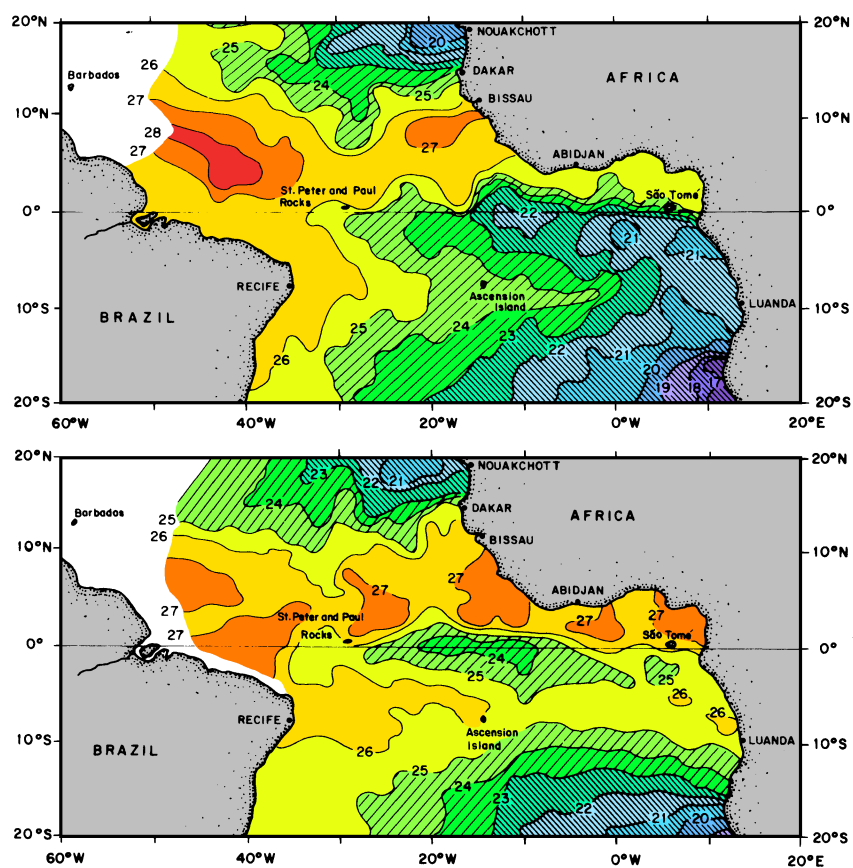 20°N
20°N
NOUAKCHOTT
25
20
26
Barbados
DAKAR
AFRICA
24
25
27
BISSAU
10°N
10°N
28
27
27
ABIDJAN
St. Peter and Paul
Rocks
São Tomé
22
0°
0°
21
21
RECIFE
Ascension
Island
10°S
10°S
LUANDA
BRAZIL
25
24
23
22
21
26
20
19
18
17
20°S
20°S
60°W
40°W
20°W
0°W
20°E
20°N
20°N
NOUAKCHOTT
23
22
21
24
Barbados
DAKAR
AFRICA
25
26
BISSAU
10°N
10°N
27
27
ABIDJAN
27
27
27
27
St. Peter and Paul
Rocks
São Tomé
0°
0°
24
25
25
26
26
RECIFE
Ascension
Island
LUANDA
10°S
10°S
BRAZIL
26
25
24
23
22
21
20
20°S
20°S
60°W
40°W
20°W
0°W
20°E